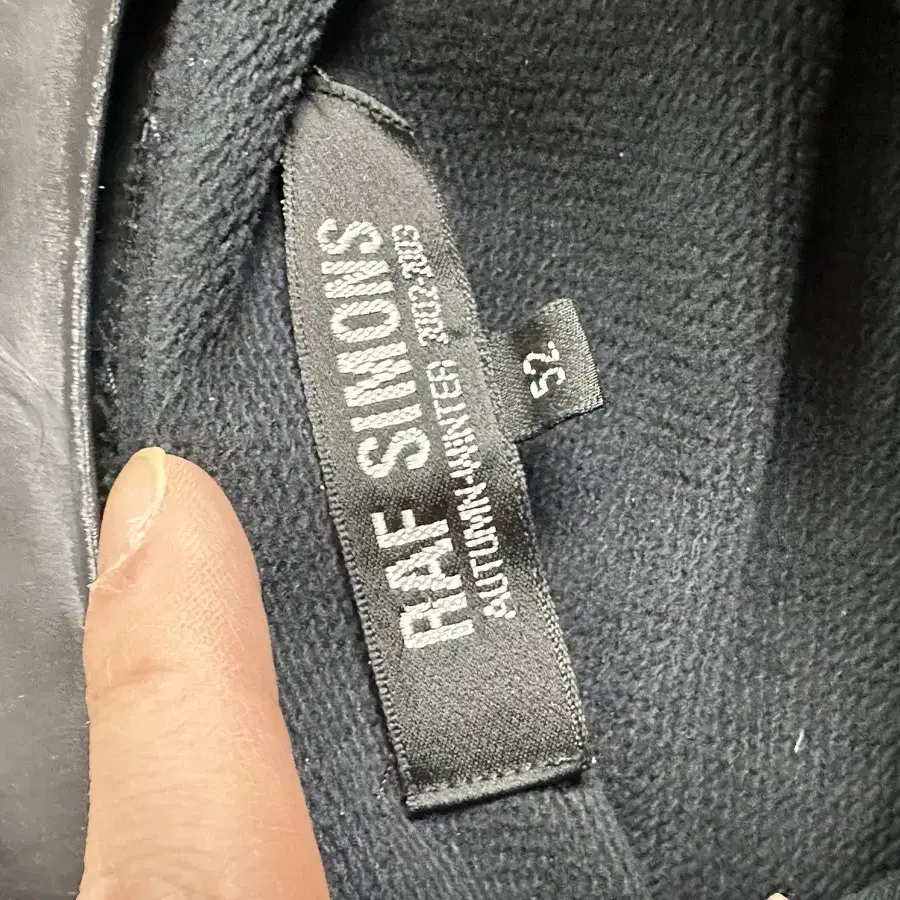 RAF SIMONS
AUTUMN-WINTER 2012-2013
52.